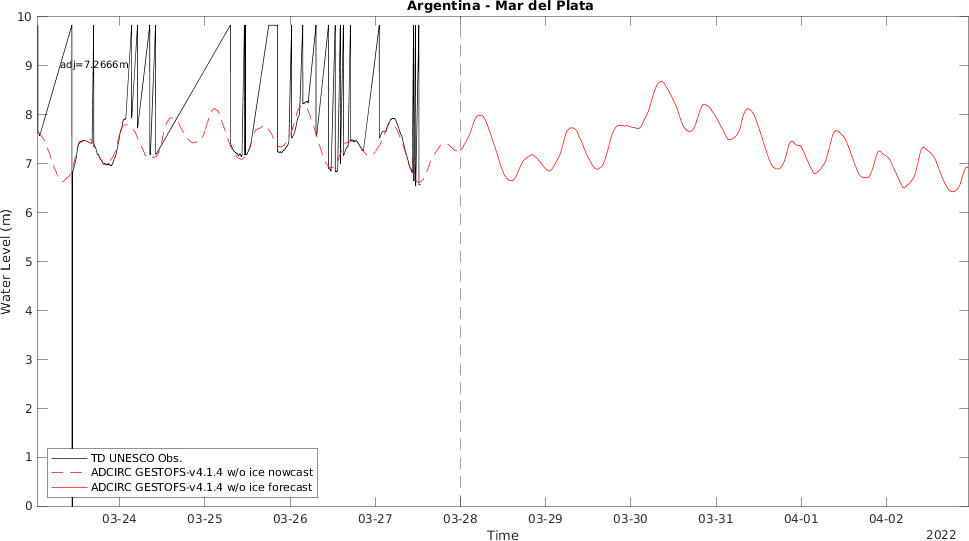 Argentina - Mar del Plata
10
9
8
7
6
5
4
3
2
1
0
Water Level (m)
adj=7.2666m
TD UNESCO Obs.
ADCIRC GESTOFS-v4.1.4 w/o ice nowcast
ADCIRC GESTOFS-v4.1.4 w/o ice forecast
03-24 03-25 03-26 03-27 03-28 03-29 03-30 03-31 04-01 04-02
Time
2022